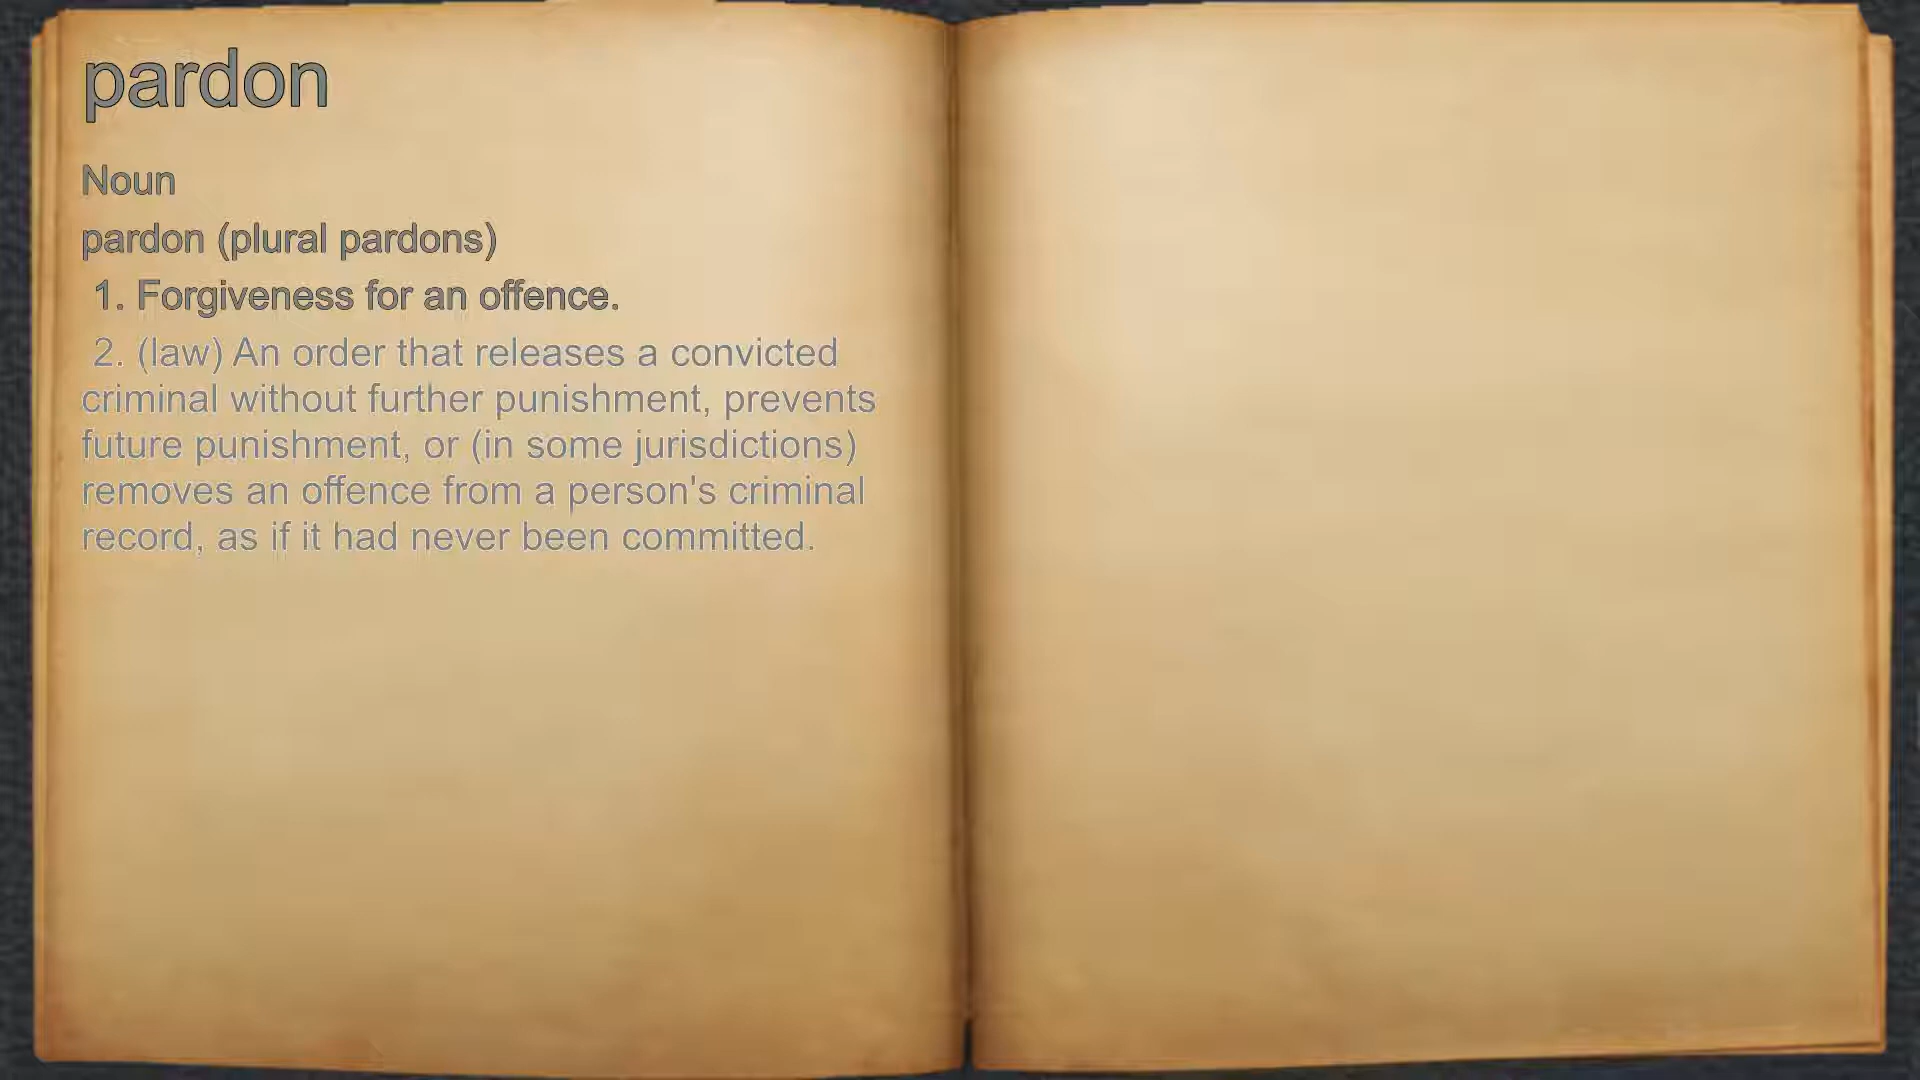 pardon
Noun
pardon (plural pardons)
1. Forgiveness for an offence.
2. (law) An order that releases a convicted
criminal without further punishment, prevents
future punishment, or (in some jurisdictions)
removes an offence from a person's criminal
record, as if it had never been committed.